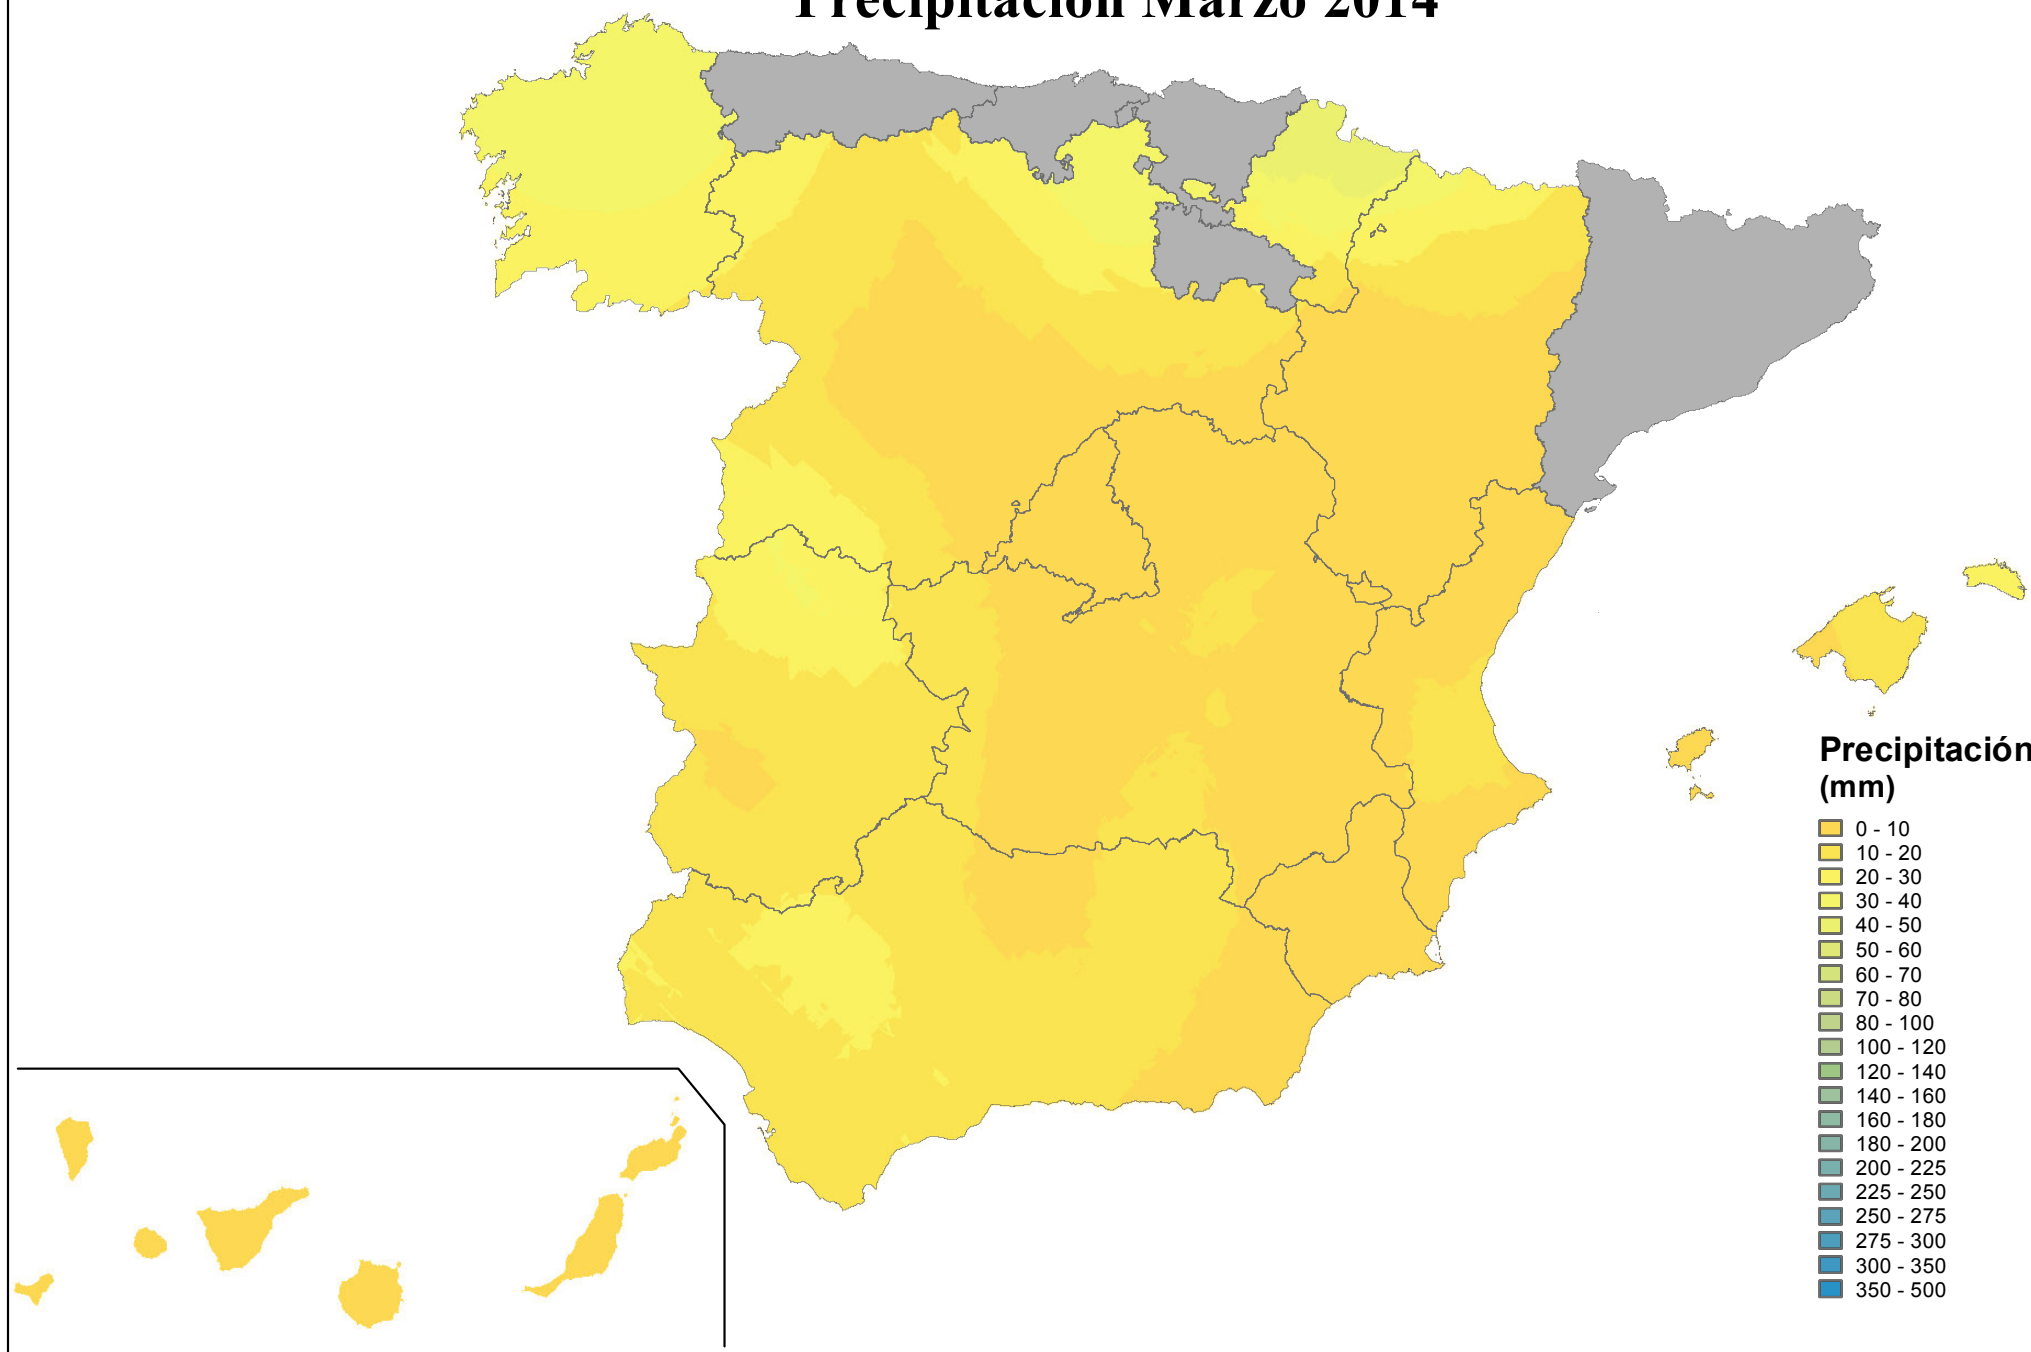 Precipitación Marzo 2014
Precipitación
(mm)
0 - 10
10 - 20
20 - 30
30 - 40
40 - 50
50 - 60
60 - 70
70 - 80
80 - 100
100 - 120
120 - 140
140 - 160
160 - 180
180 - 200
200 - 225
225 - 250
250 - 275
275 - 300
300 - 350
350 - 500